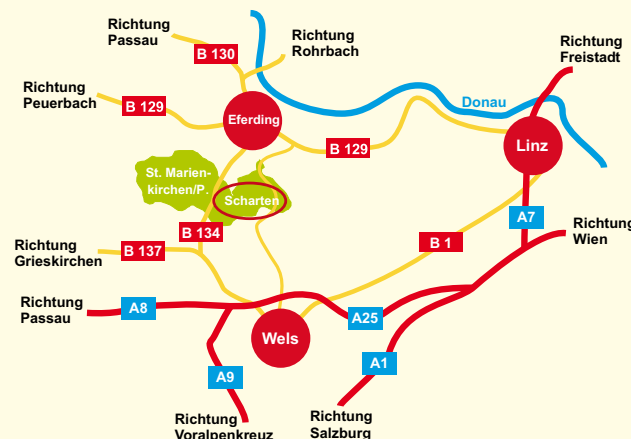 Richtung
Passau
B 130
Richtung
Rohrbach
Richtung
Freistadt
Richtung
Peuerbach
B 129
Eferding
Donau
B 129
Linz
St. Marien-
kirchen/P.
Scharten
A7
B 134
B 1
Richtung
Wien
Richtung
Grieskirchen
B 137
Richtung
Passau
A8
A25
Wels
A1
A9
Richtung
Voralpenkreuz
Richtung
Salzburg